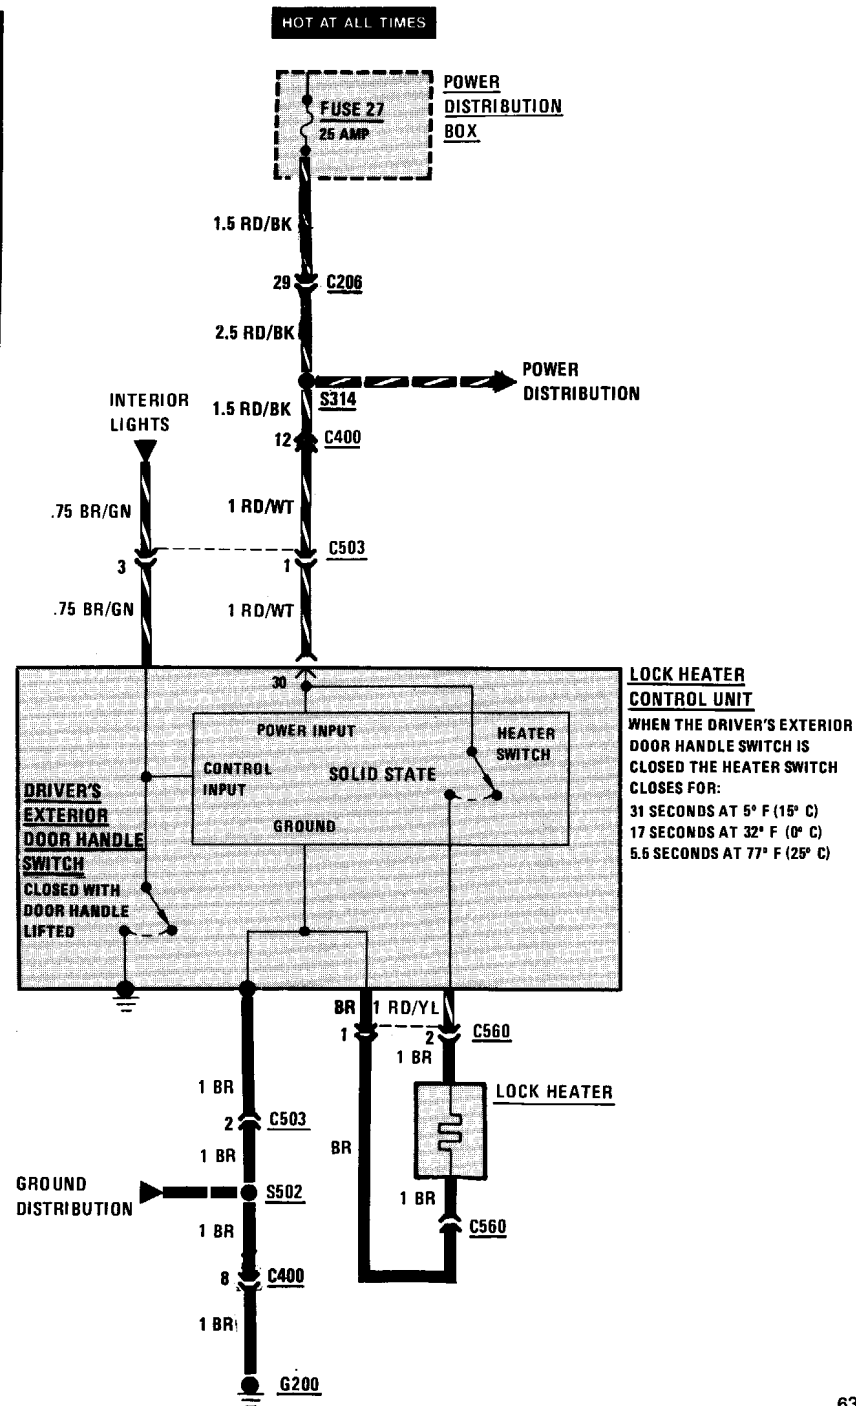 HOT AT ALL TIMES
POWER
DISTRIBUTION
BOX
FUSE 27
25 AMP
1.5 RD/BK
29
C206
2.5 RD/BK
POWER
DISTRIBUTION
S314
INTERIOR
LIGHTS
1.5 RD/BK
12
C400
.75 BR/GN
1 RD/WT
C503
3
1
.75 BR/GN
1 RD/WT
30
LOCK HEATER
CONTROL UNIT
WHEN THE DRIVER'S EXTERIOR
DOOR HANDLE SWITCH IS
CLOSED THE HEATER SWITCH
CLOSES FOR:
31 SECONDS AT 5° F (15° C)
17 SECONDS AT 32° F (0° C)
5.5 SECONDS AT 77° F (25° C)
POWER INPUT
HEATER
SWITCH
CONTROL
INPUT
SOLID STATE
GROUND
DRIVER'S
EXTERIOR
DOOR HANDLE
SWITCH
CLOSED WITH
DOOR HANDLE
LIFTED
BR
1 RD/YL
1
2
C560
1 BR
LOCK HEATER
1 BR
2
C503
BR
1 BR
GROUND
DISTRIBUTION
S502
1 BR
C560
1 BR
8
C400
1 BR
G200
63